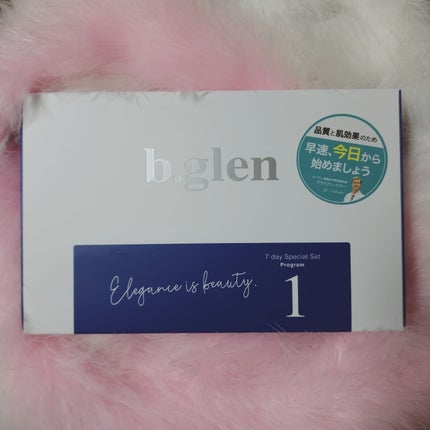 b.glen
品質と肌効果のため
早速、今日から
始めましょう
7 day Special Set
Program
1
Elegance is beauty.